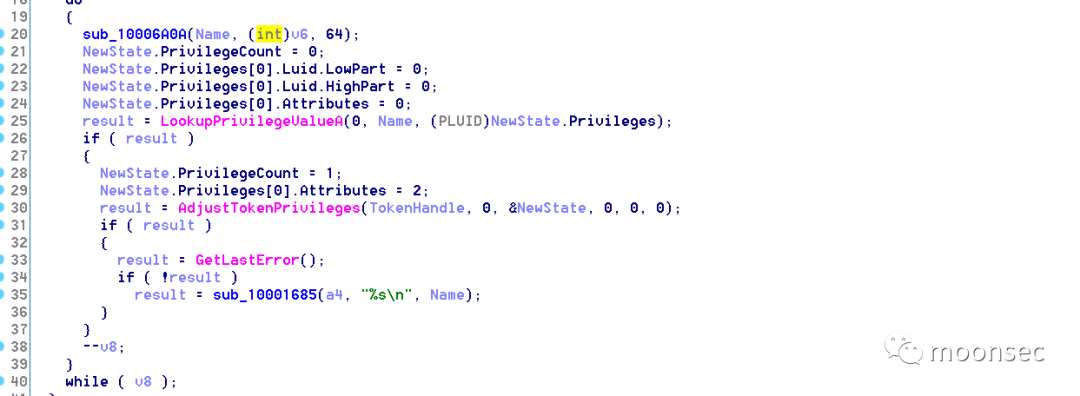 19 {
20 sub_10006A0A(Name, (int)v6, 64);
21 NewState.PrivilegeCount = 0;
22 NewState.Privileges[0].Luid.LowPart = 0;
23 NewState.Privileges[0].Luid.HighPart = 0;
24 NewState.Privileges[0].Attributes = 0;
25 result = LookupPrivilegeValueA(0, Name, (PLUID)NewState.Privileges);
26 if ( result )
27 {
28 NewState.PrivilegeCount = 1;
29 NewState.Privileges[0].Attributes = 2;
30 result = AdjustTokenPrivileges(TokenHandle, 0, &NewState, 0, 0, 0);
31 if ( result )
32 {
33 result = GetLastError();
34 if ( !result )
35 result = sub_10001685(a4, "%s\n", Name);
36 }
37 }
38 --v8;
39 }
40 while ( v8 );
moonsec